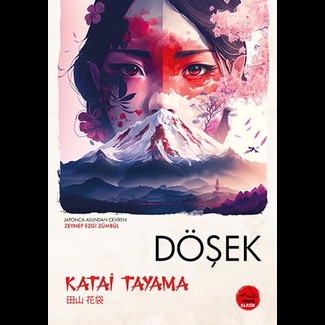 JAPONCA ASLINDAN ÇEVİREN
ZEYNEP EZGİ ZÜMBÜL
DÖŞEK
KATAİ TAYAMA
田山 花袋